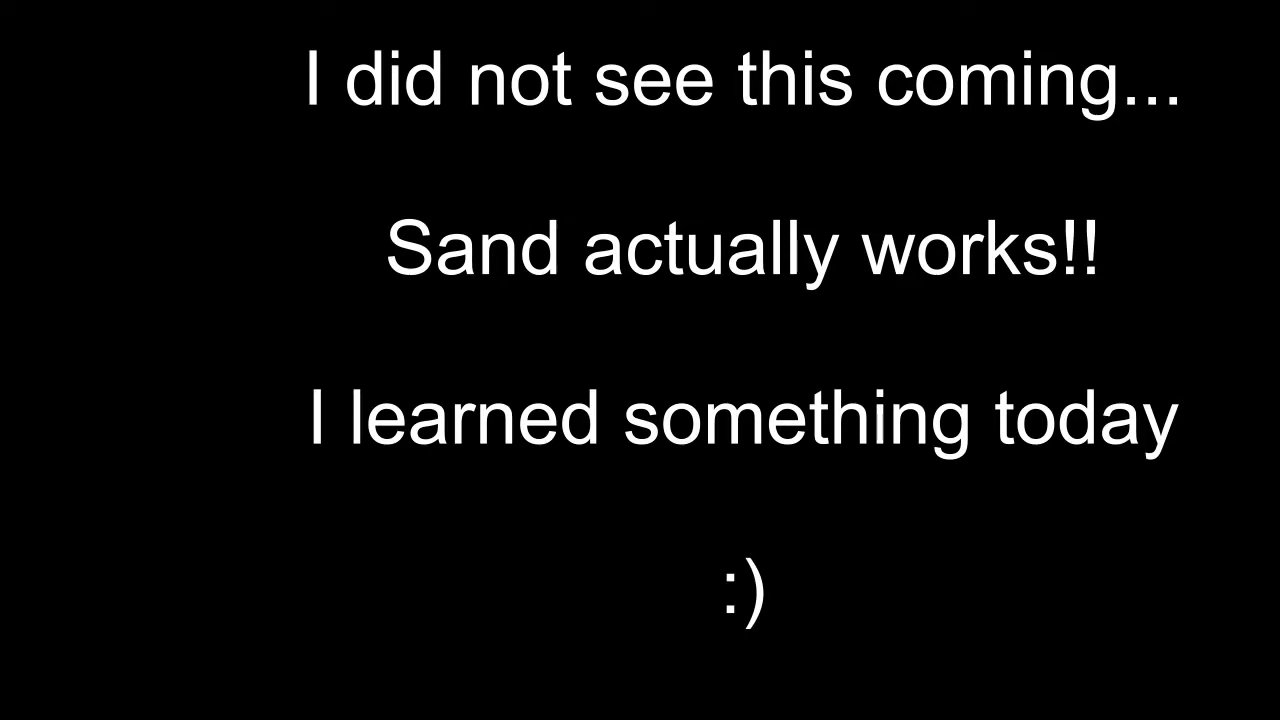 I did not see this coming...
Sand actually works!!
I learned something today
:)